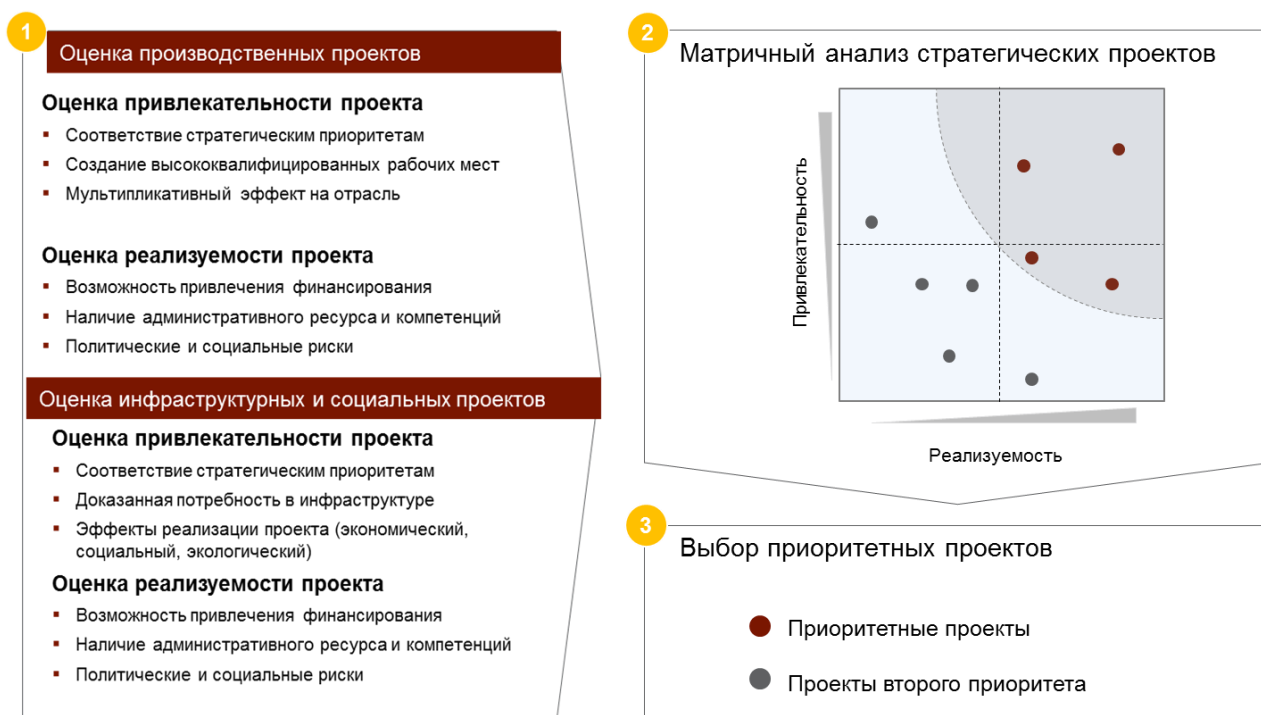 1
Оценка производственных проектов
Оценка привлекательности проекта
▪ Соответствие стратегическим приоритетам
▪ Создание высококвалифицированных рабочих мест
▪ Мультипликативный эффект на отрасль
Оценка реализуемости проекта
▪ Возможность привлечения финансирования
▪ Наличие административного ресурса и компетенций
▪ Политические и социальные риски
Оценка инфраструктурных и социальных проектов
Оценка привлекательности проекта
▪ Соответствие стратегическим приоритетам
▪ Доказанная потребность в инфраструктуре
▪ Эффекты реализации проекта (экономический,
социальный, экологический)
Оценка реализуемости проекта
▪ Возможность привлечения финансирования
▪ Наличие административного ресурса и компетенций
▪ Политические и социальные риски
2
Матричный анализ стратегических проектов
Привлекательность
Реализуемость
3
Выбор приоритетных проектов
Приоритетные проекты
Проекты второго приоритета